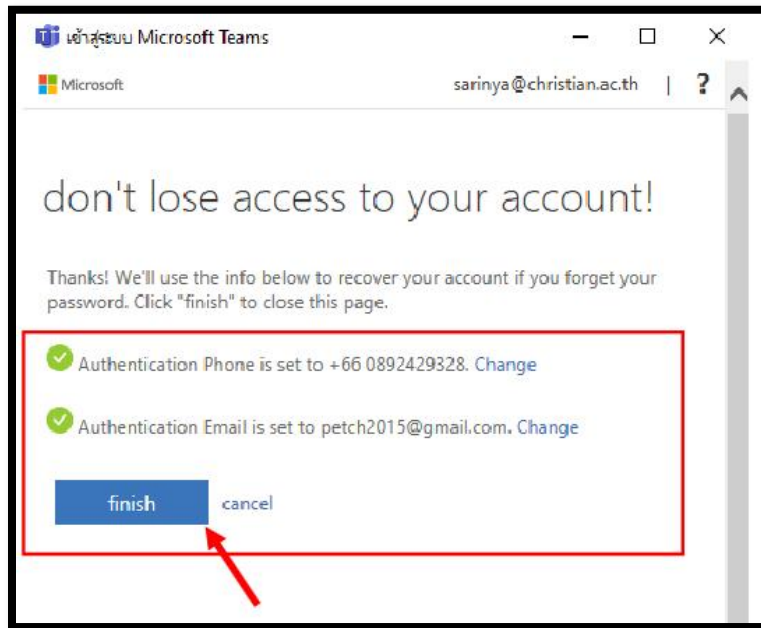 เข้าสู่ระบบ Microsoft Teams
Microsoft
sarinya@christian.ac.th | ?
don't lose access to your account!
Thanks! We'll use the info below to recover your account if you forget your
password. Click "finish" to close this page.
Authentication Phone is set to +66 0892429328. Change
Authentication Email is set to petch2015@gmail.com. Change
finish cancel